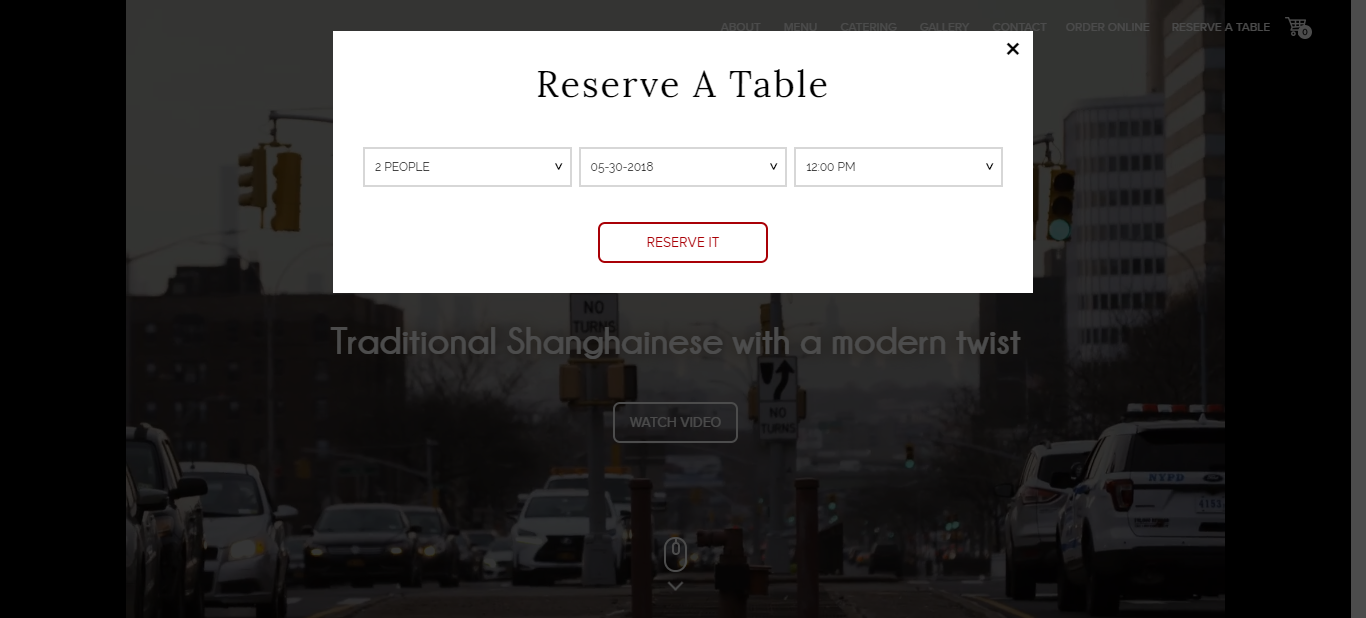 ABOUT MENU CATERING GALLERY CONTACT ORDER ONLINE RESERVE A TABLE 0
Reserve A Table
2 PEOPLE 05-30-2018 12:00 PM
RESERVE IT
NO
TURNS
Traditional Shanghainese with a modern twist
NO
TURNS
WATCH VIDEO
NYPD